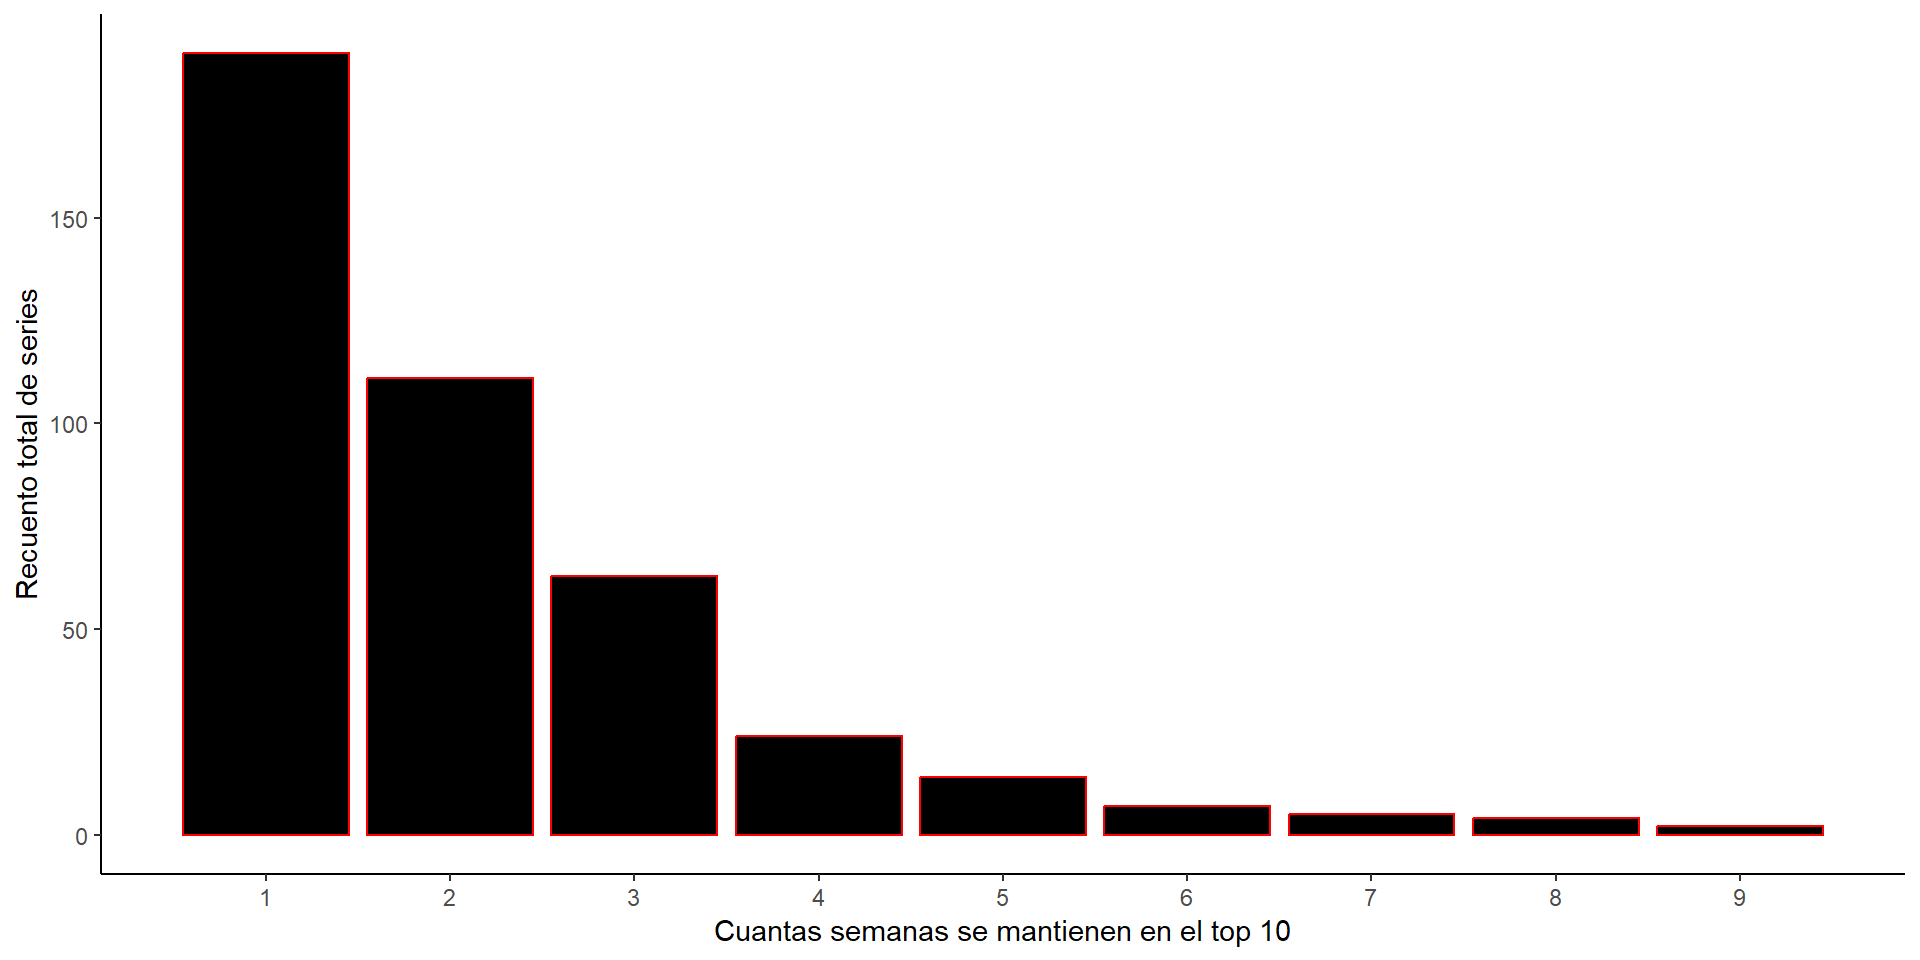 Recuento total de series
150
100
50
0
1 2 3 4 5 6 7 8 9
Cuantas semanas se mantienen en el top 10